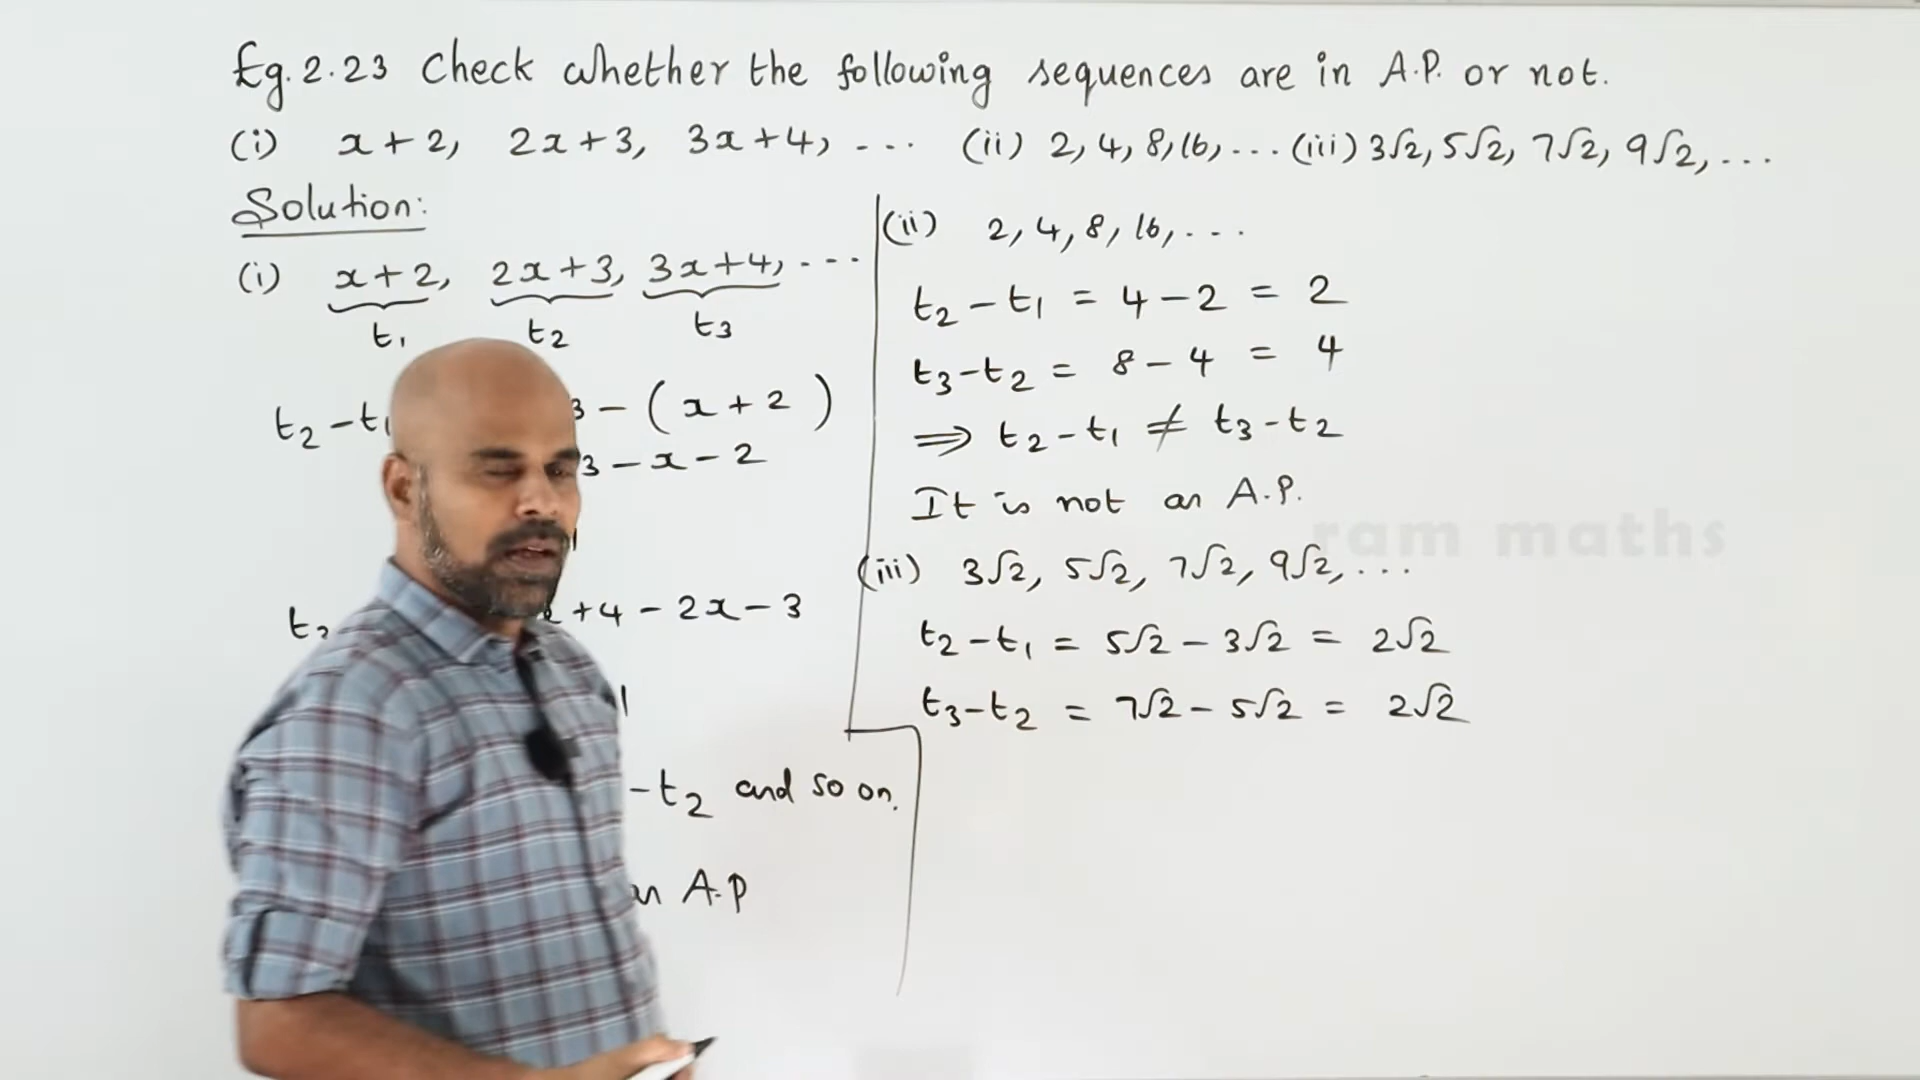 Eg. 2.23 Check whether the following sequences are in A.P. or not.
(i) x+2, 2x+3, 3x+4, ... (ii) 2, 4, 8, 16, ... (iii) 3√2, 5√2, 7√2, 9√2, ...
Solution:
(i) x+2, 2x+3, 3x+4, ...
t₁ t₂ t₃
t₂-t₁ 3-(x+2)
3-x-2
+4-2x-3
-t₂ and so on.
an A.P
(ii) 2, 4, 8, 16, ...
t₂-t₁ = 4-2 = 2
t₃-t₂ = 8-4 = 4
⟹ t₂-t₁ ≠ t₃-t₂
It is not an A.P.
ram maths
(iii) 3√2, 5√2, 7√2, 9√2, ...
t₂-t₁ = 5√2-3√2 = 2√2
t₃-t₂ = 7√2-5√2 = 2√2